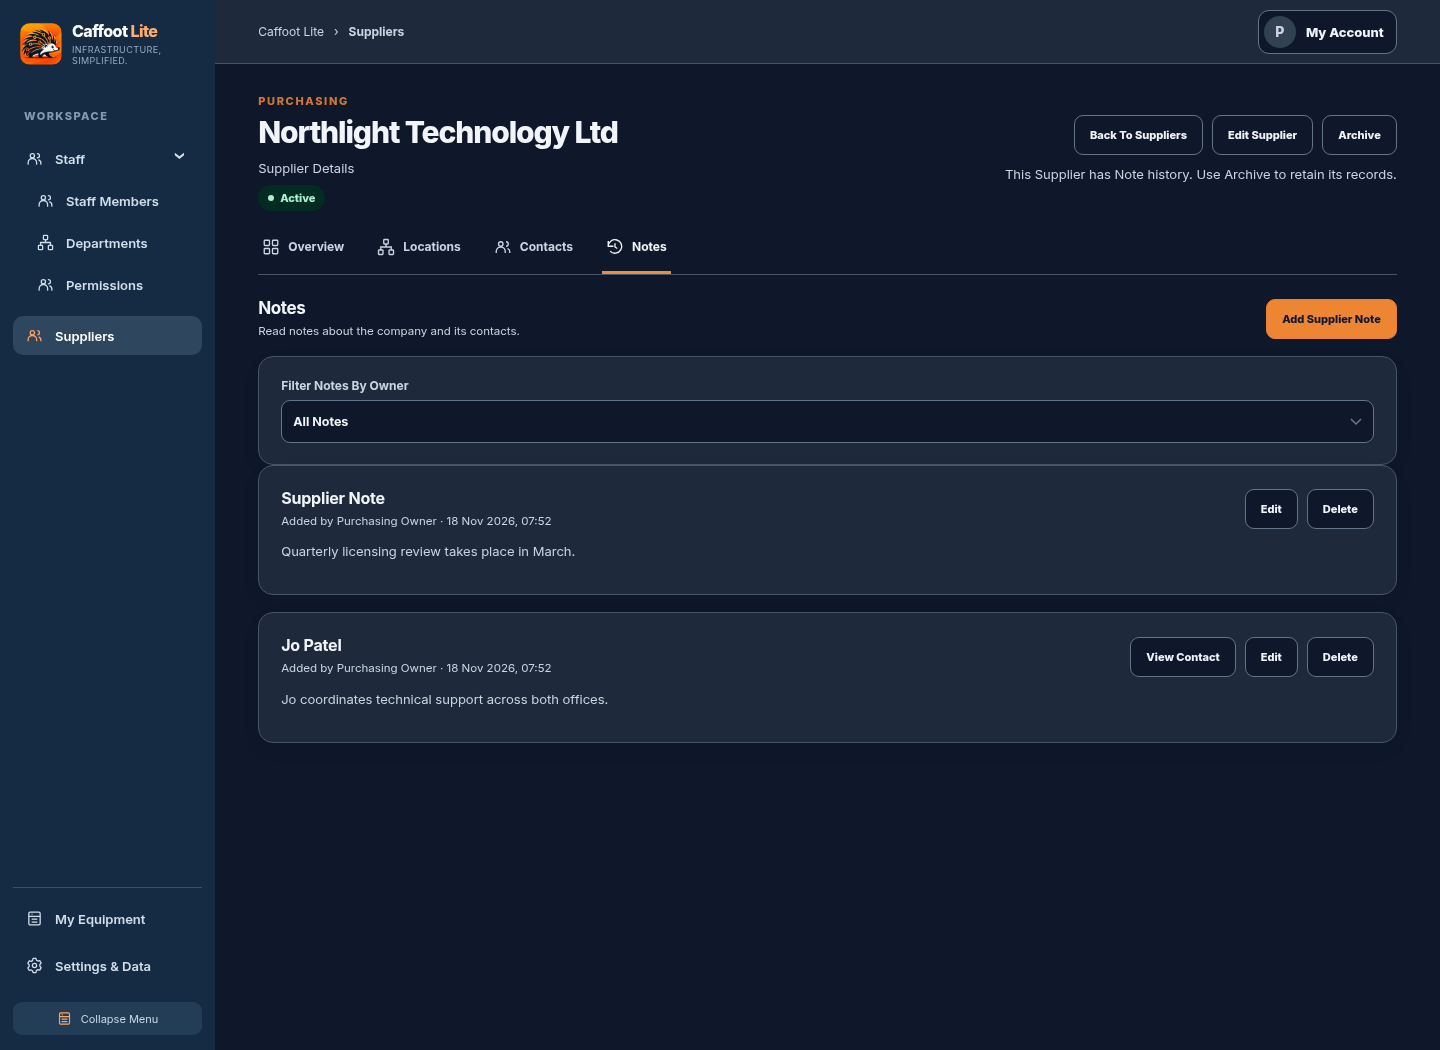 Caffoot Lite
INFRASTRUCTURE,
SIMPLIFIED.
WORKSPACE
Staff
Staff Members
Departments
Permissions
Suppliers
My Equipment
Settings & Data
Collapse Menu
Caffoot Lite › Suppliers
P My Account
PURCHASING
Northlight Technology Ltd
Supplier Details
Active
Back To Suppliers Edit Supplier Archive
This Supplier has Note history. Use Archive to retain its records.
Overview Locations Contacts Notes
Notes
Read notes about the company and its contacts.
Add Supplier Note
Filter Notes By Owner
All Notes
Supplier Note
Added by Purchasing Owner · 18 Nov 2026, 07:52
Quarterly licensing review takes place in March.
Edit Delete
Jo Patel
Added by Purchasing Owner · 18 Nov 2026, 07:52
Jo coordinates technical support across both offices.
View Contact Edit Delete